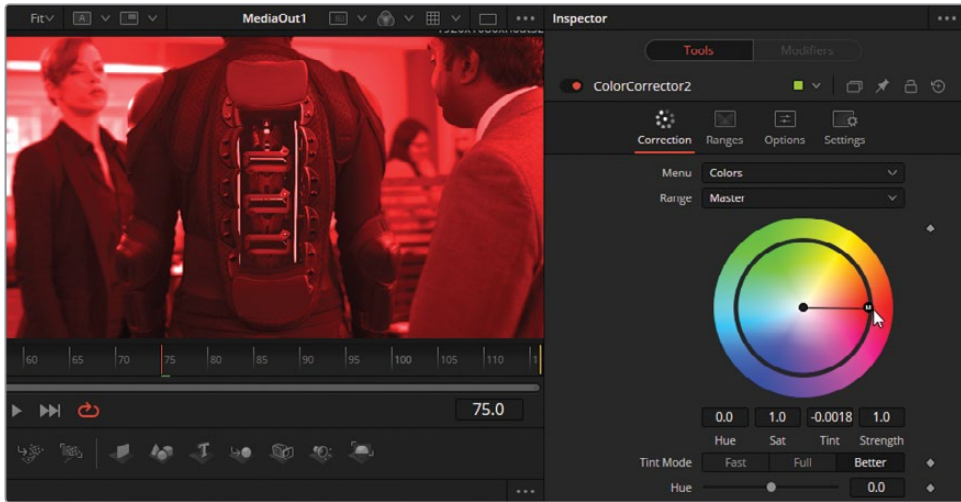 Fit A MediaOut1 Inspector
Tools Modifiers
ColorCorrector2
Correction Ranges Options Settings
Menu Colors
Range Master
60 65 70 75 80 85 90 95 100 105 110
75.0
0.0 1.0 -0.0018 1.0
Hue Sat Tint Strength
Tint Mode Fast Full Better
Hue 0.0